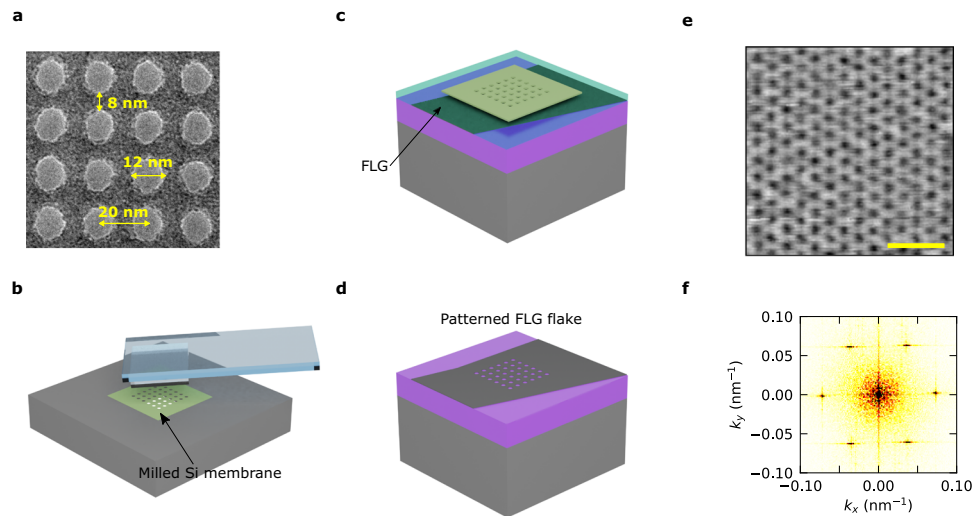 a
8 nm
12 nm
20 nm
b
Milled Si membrane
c
FLG
d
Patterned FLG flake
e
f
0.10
0.05
0.00
−0.05
−0.10
k_y (nm⁻¹)
−0.10
0.00
0.10
k_x (nm⁻¹)